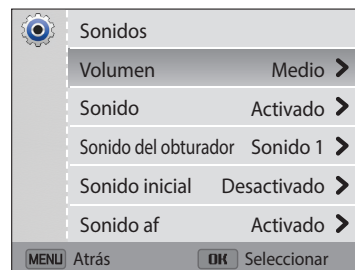 Sonidos
Volumen Medio
Sonido Activado
Sonido del obturador Sonido 1
Sonido inicial Desactivado
Sonido af Activado
MENU Atrás OK Seleccionar